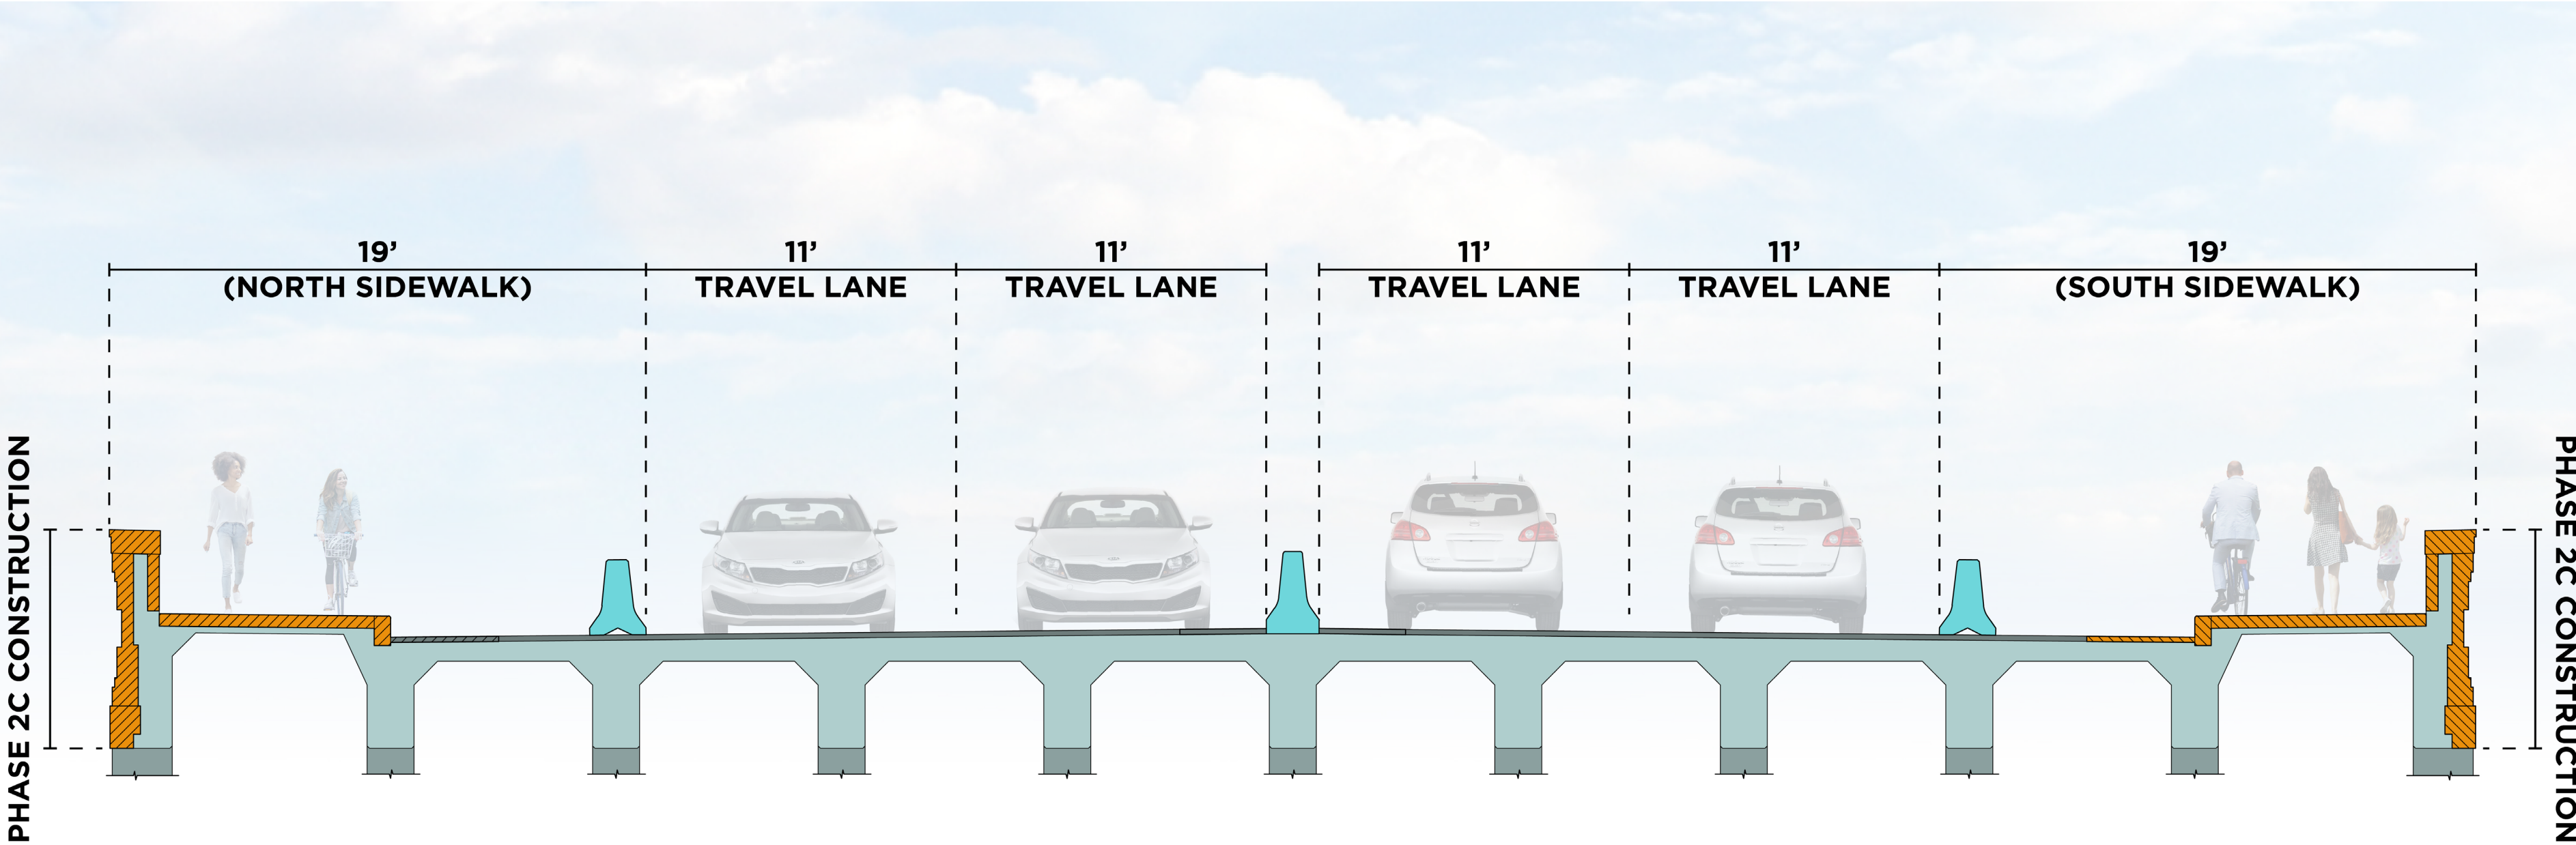 19’
(NORTH SIDEWALK)
11’
TRAVEL LANE
11’
TRAVEL LANE
11’
TRAVEL LANE
11’
TRAVEL LANE
19’
(SOUTH SIDEWALK)
PHASE 2C CONSTRUCTION
PHASE 2C CONSTRUCTION